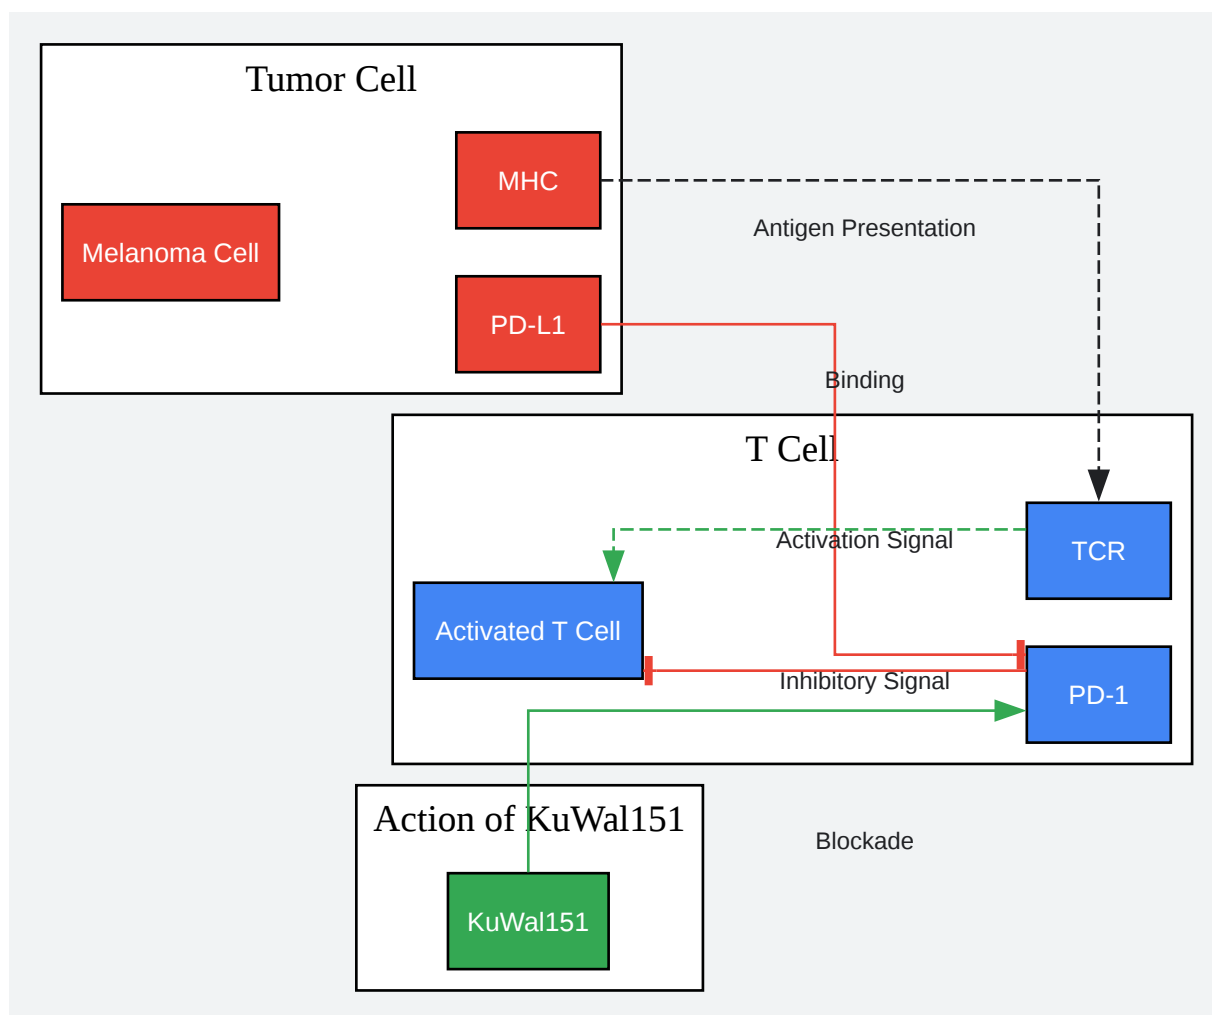 Tumor Cell
MHC
Melanoma Cell
PD-L1
Antigen Presentation
Binding
T Cell
Activation Signal
TCR
Activated T Cell
Inhibitory Signal
PD-1
Action of KuWal151
Blockade
KuWal151